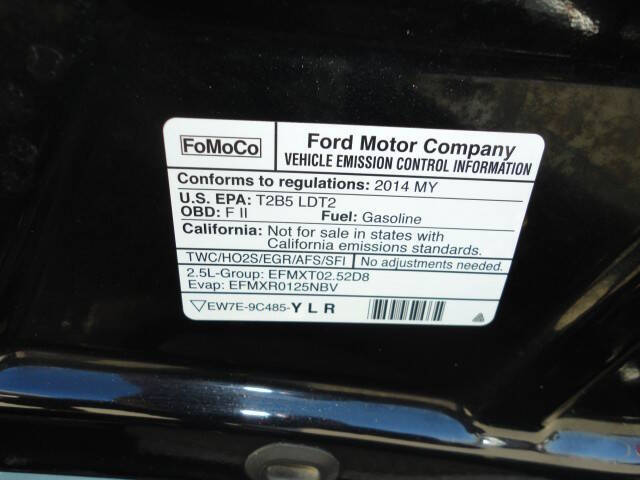 FoMoCo
Ford Motor Company
VEHICLE EMISSION CONTROL INFORMATION
Conforms to regulations: 2014 MY
U.S. EPA: T2B5 LDT2
OBD: F II Fuel: Gasoline
California: Not for sale in states with
California emissions standards.
TWC/HO2S/EGR/AFS/SFI No adjustments needed.
2.5L-Group: EFMXT02.52D8
Evap: EFMXR0125NBV
EW7E-9C485-Y L R